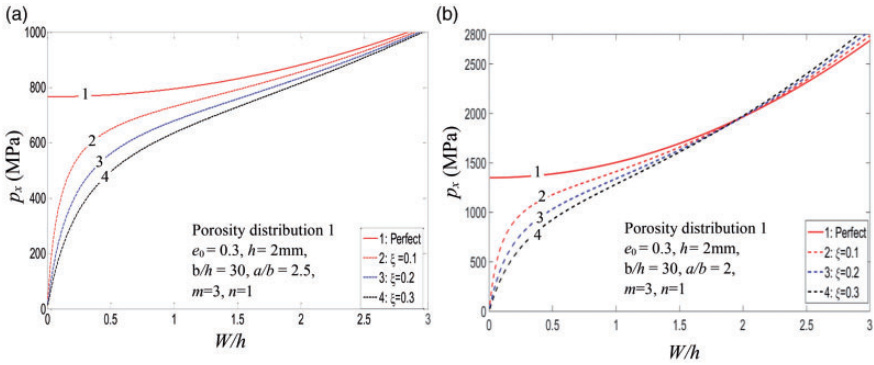 (a)
1000
800
600
400
200
0
p_x (MPa)
1
2
3
4
Porosity distribution 1
e₀ = 0.3, h= 2mm,
b/h = 30, a/b = 2.5,
m=3, n=1
1: Perfect
2: ξ =0.1
3: ξ=0.2
4: ξ=0.3
0 0.5 1 1.5 2 2.5 3
W/h
(b)
2800
2500
2000
1500
1000
500
0
p_x (MPa)
1
2
3
4
Porosity distribution 1
e₀ = 0.3, h= 2mm,
b/h = 30, a/b = 2,
m=3, n=1
1: Perfect
2: ξ=0.1
3: ξ=0.2
4: ξ=0.3
0 0.5 1 1.5 2 2.5 3
W/h